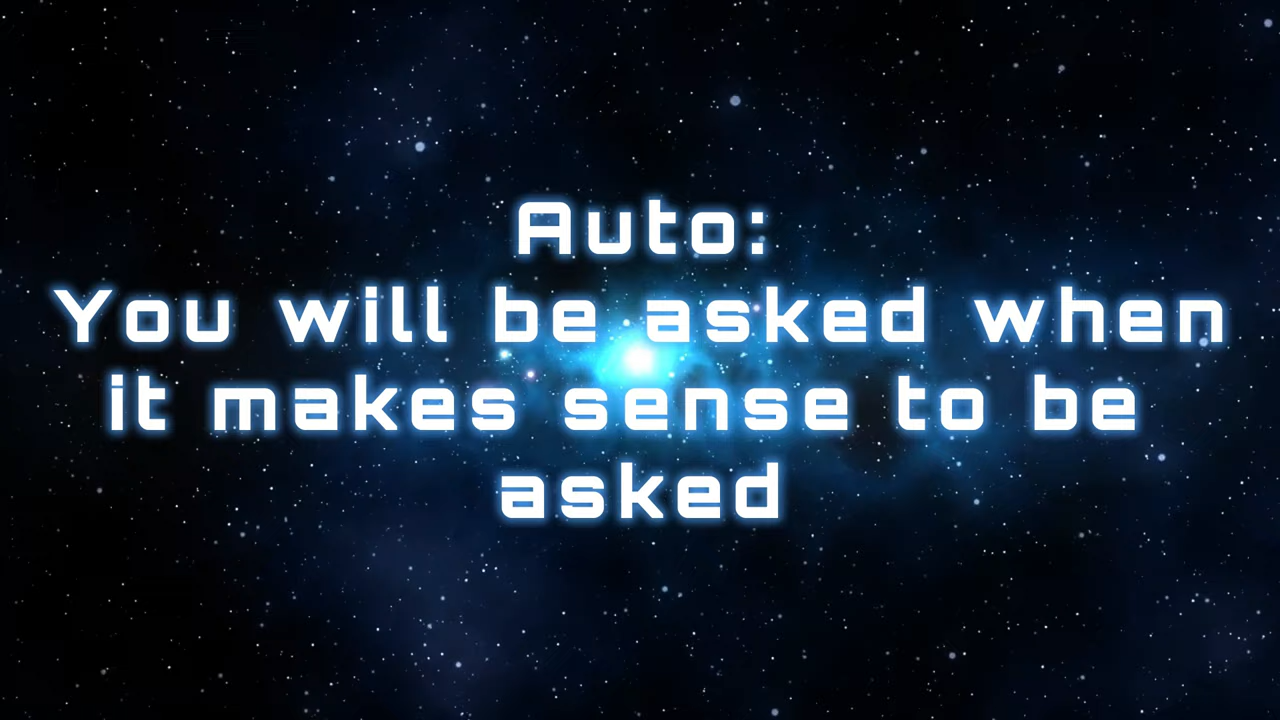 Auto:
You will be asked when
it makes sense to be
asked